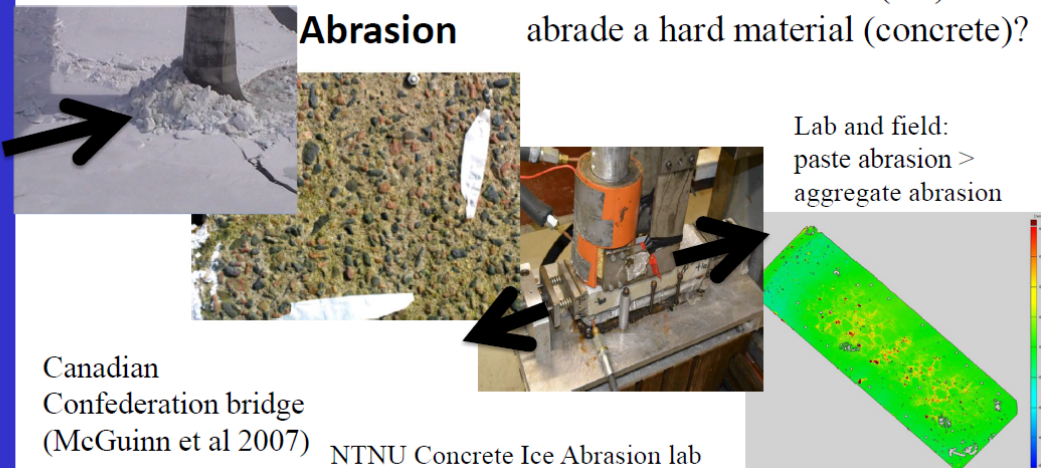 Abrasion
abrade a hard material (concrete)?
Lab and field:
paste abrasion >
aggregate abrasion
Canadian
Confederation bridge
(McGuinn et al 2007)
NTNU Concrete Ice Abrasion lab